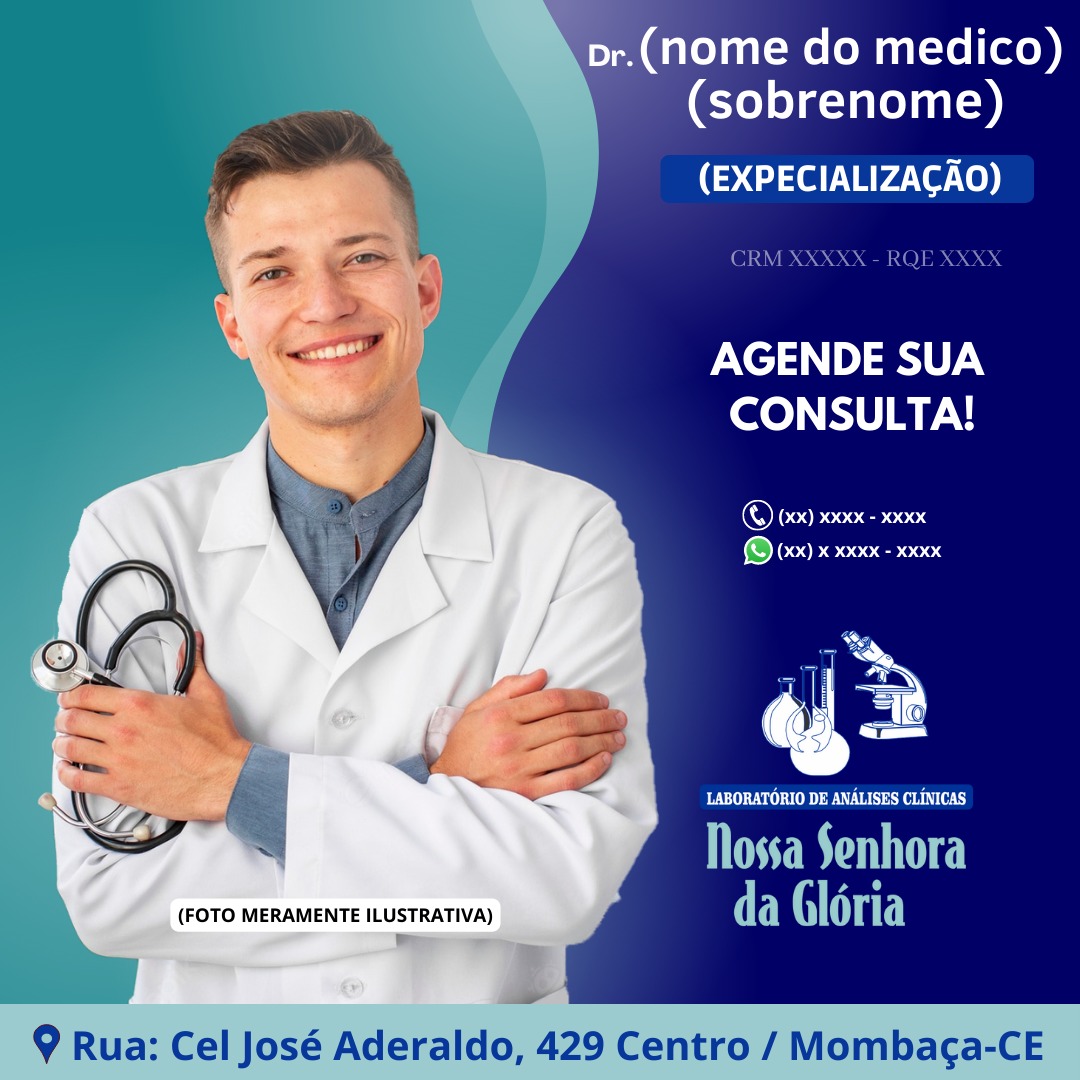 Dr. (nome do medico)
(sobrenome)
(EXPECIALIZAÇÃO)
CRM XXXXX - RQE XXXX
AGENDE SUA
CONSULTA!
(xx) xxxx - xxxx
(xx) x xxxx - xxxx
LABORATÓRIO DE ANÁLISES CLÍNICAS
Nossa Senhora
da Glória
(FOTO MERAMENTE ILUSTRATIVA)
Rua: Cel José Aderaldo, 429 Centro / Mombaça-CE